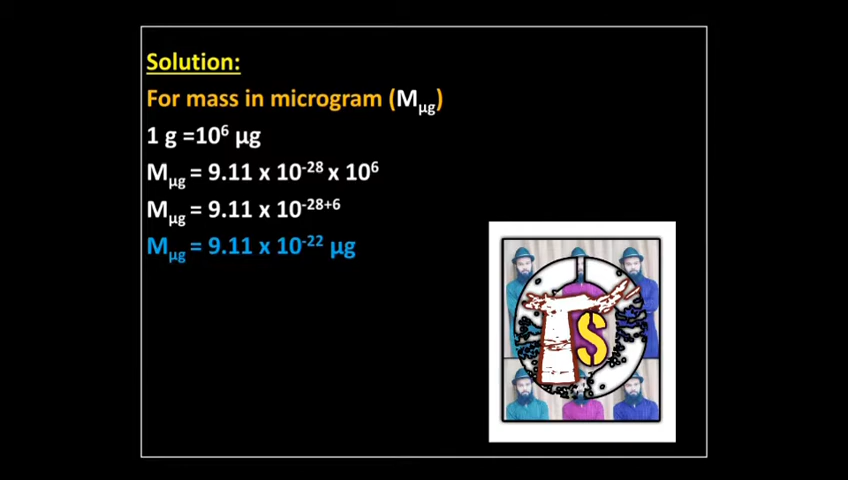 Solution:
For mass in microgram (Mµg)
1 g =10⁶ µg
Mµg = 9.11 x 10⁻²⁸ x 10⁶
Mµg = 9.11 x 10⁻²⁸⁺⁶
Mµg = 9.11 x 10⁻²² µg
TS